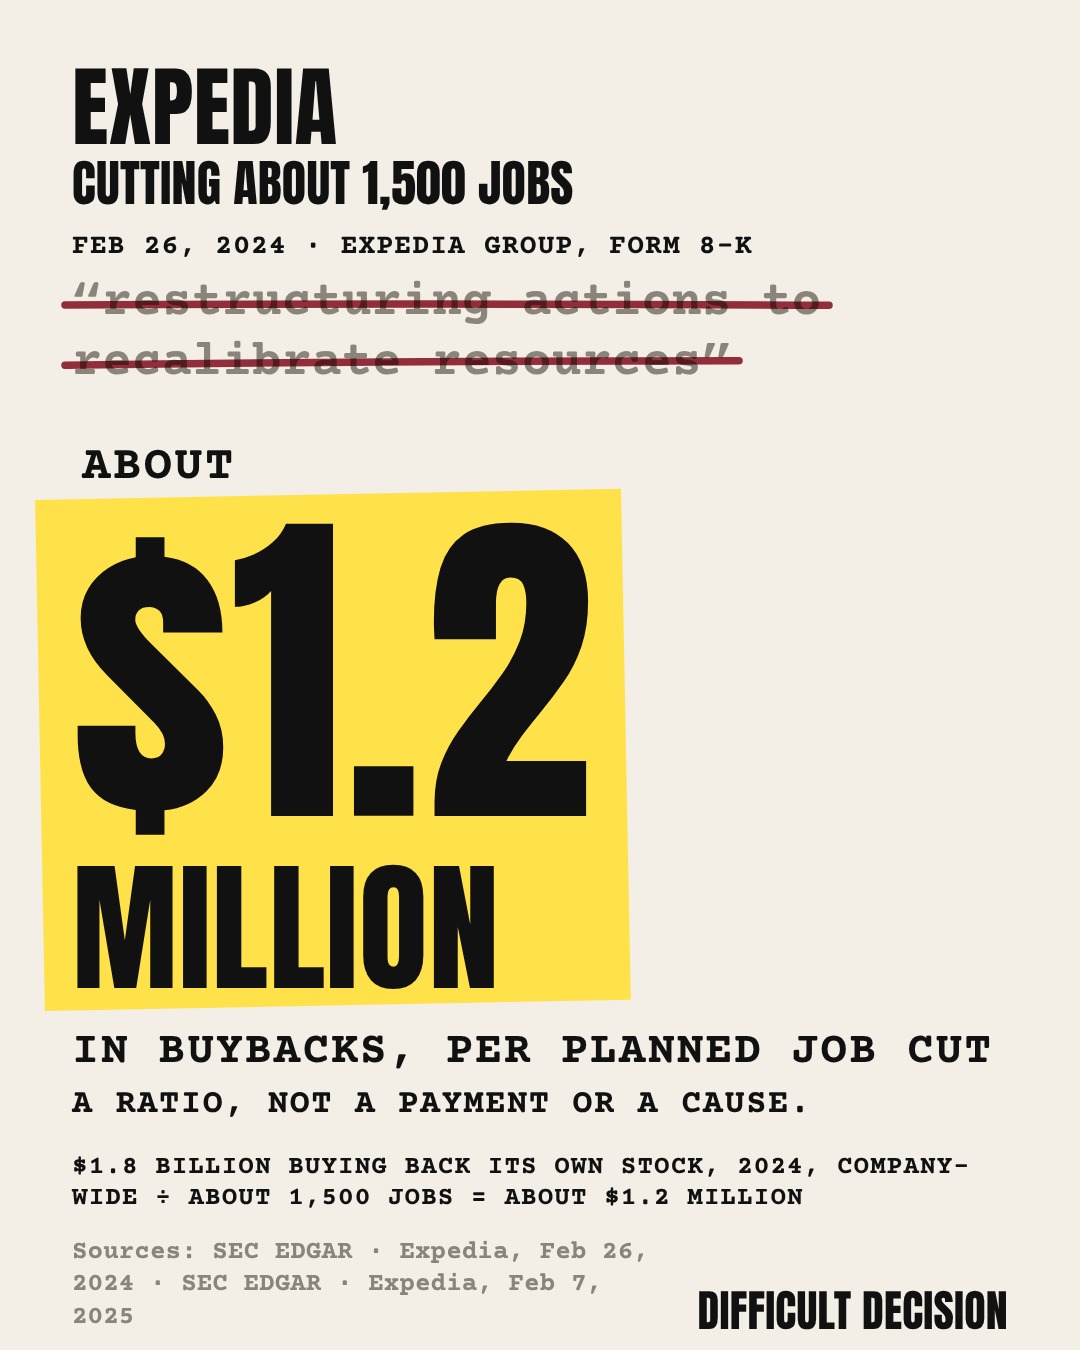 EXPEDIA
CUTTING ABOUT 1,500 JOBS
FEB 26, 2024 · EXPEDIA GROUP, FORM 8-K
“restructuring actions to
recalibrate resources”
ABOUT
$1.2
MILLION
IN BUYBACKS, PER PLANNED JOB CUT
A RATIO, NOT A PAYMENT OR A CAUSE.
$1.8 BILLION BUYING BACK ITS OWN STOCK, 2024, COMPANY-
WIDE ÷ ABOUT 1,500 JOBS = ABOUT $1.2 MILLION
Sources: SEC EDGAR · Expedia, Feb 26,
2024 · SEC EDGAR · Expedia, Feb 7,
2025
DIFFICULT DECISION